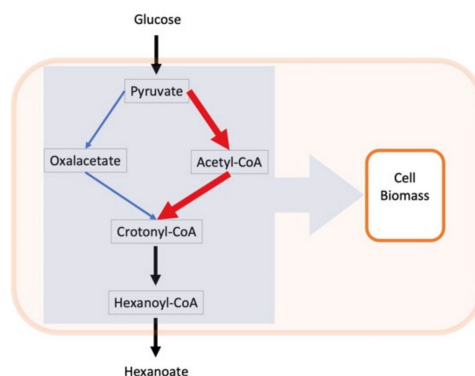 Glucose
Pyruvate
Oxalacetate
Acetyl-CoA
Cell
Biomass
Crotonyl-CoA
Hexanoyl-CoA
Hexanoate